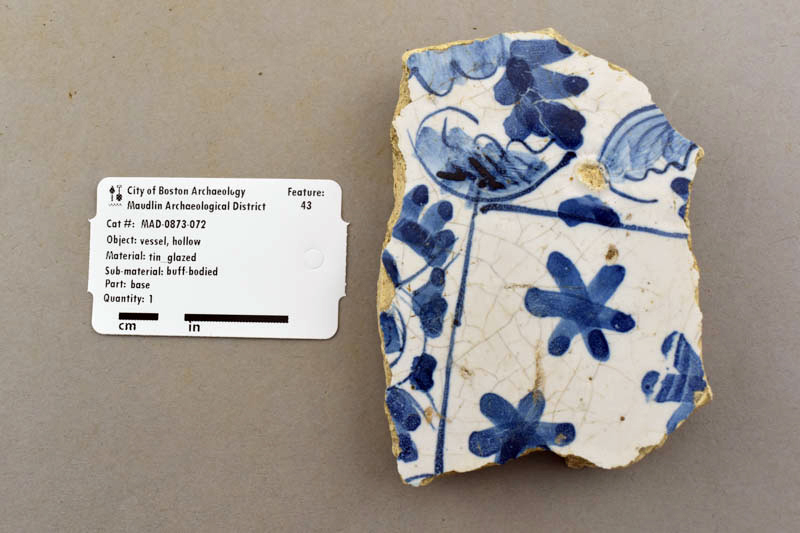 City of Boston Archaeology
Maudlin Archaeological District
Feature:
43
Cat #: MAD-0873-072
Object: vessel, hollow
Material: tin_glazed
Sub-material: buff-bodied
Part: base
Quantity: 1
cm
in